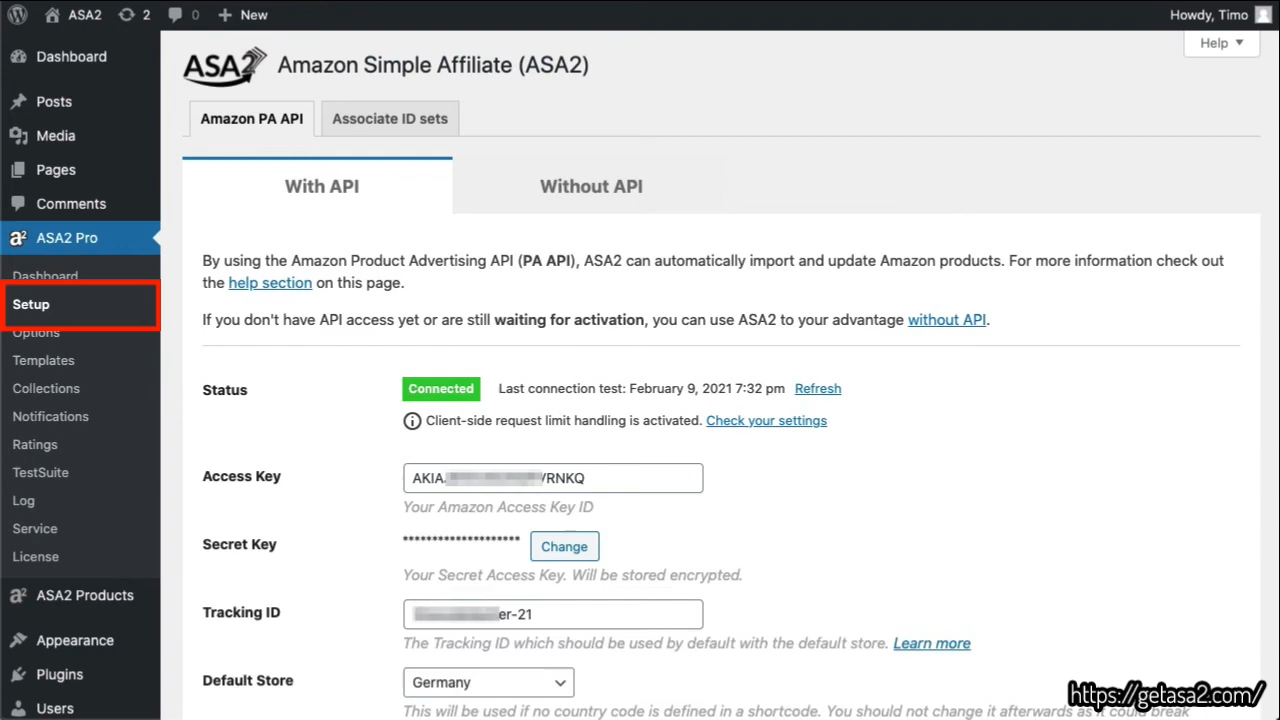 ASA2 2 0 New Howdy, Timo
Help
Dashboard
Posts
Media
Pages
Comments
ASA2 Pro
Dashboard
Setup
Options
Templates
Collections
Notifications
Ratings
TestSuite
Log
Service
License
ASA2 Products
Appearance
Plugins
Users
ASA2 Amazon Simple Affiliate (ASA2)
Amazon PA API Associate ID sets
With API Without API
By using the Amazon Product Advertising API (PA API), ASA2 can automatically import and update Amazon products. For more information check out
the help section on this page.
If you don't have API access yet or are still waiting for activation, you can use ASA2 to your advantage without API.
Status Connected Last connection test: February 9, 2021 7:32 pm Refresh
Client-side request limit handling is activated. Check your settings
Access Key AKIA RNKQ
Your Amazon Access Key ID
Secret Key ******************** Change
Your Secret Access Key. Will be stored encrypted.
Tracking ID er-21
The Tracking ID which should be used by default with the default store. Learn more
Default Store Germany
This will be used if no country code is defined in a shortcode. You should not change it afterwards as it could break
https://getasa2.com/